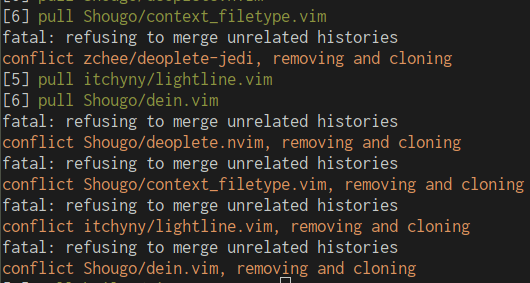 [6] pull Shougo/context_filetype.vim
fatal: refusing to merge unrelated histories
conflict zchee/deoplete-jedi, removing and cloning
[5] pull itchyny/lightline.vim
[6] pull Shougo/dein.vim
fatal: refusing to merge unrelated histories
conflict Shougo/deoplete.nvim, removing and cloning
fatal: refusing to merge unrelated histories
conflict Shougo/context_filetype.vim, removing and cloning
fatal: refusing to merge unrelated histories
conflict itchyny/lightline.vim, removing and cloning
fatal: refusing to merge unrelated histories
conflict Shougo/dein.vim, removing and cloning